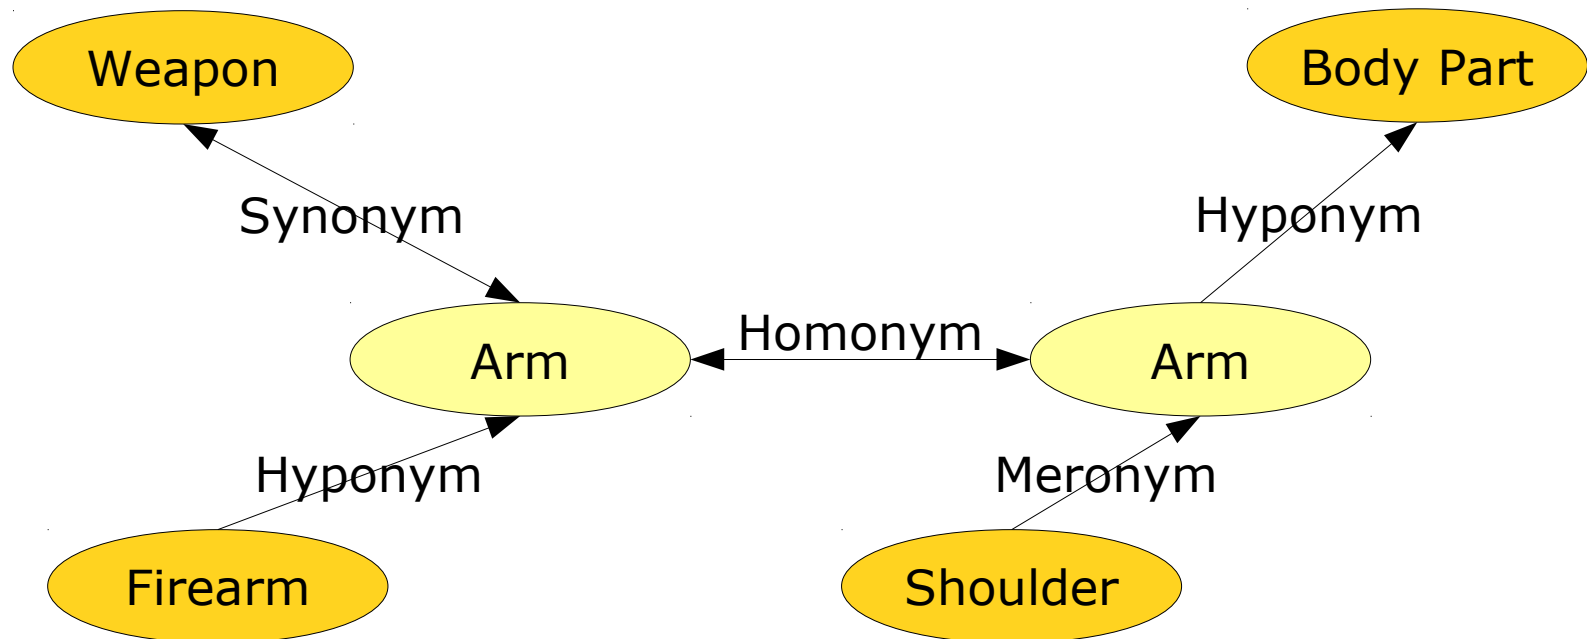 Weapon
Body Part
Synonym
Hyponym
Homonym
Arm
Arm
Hyponym
Meronym
Firearm
Shoulder